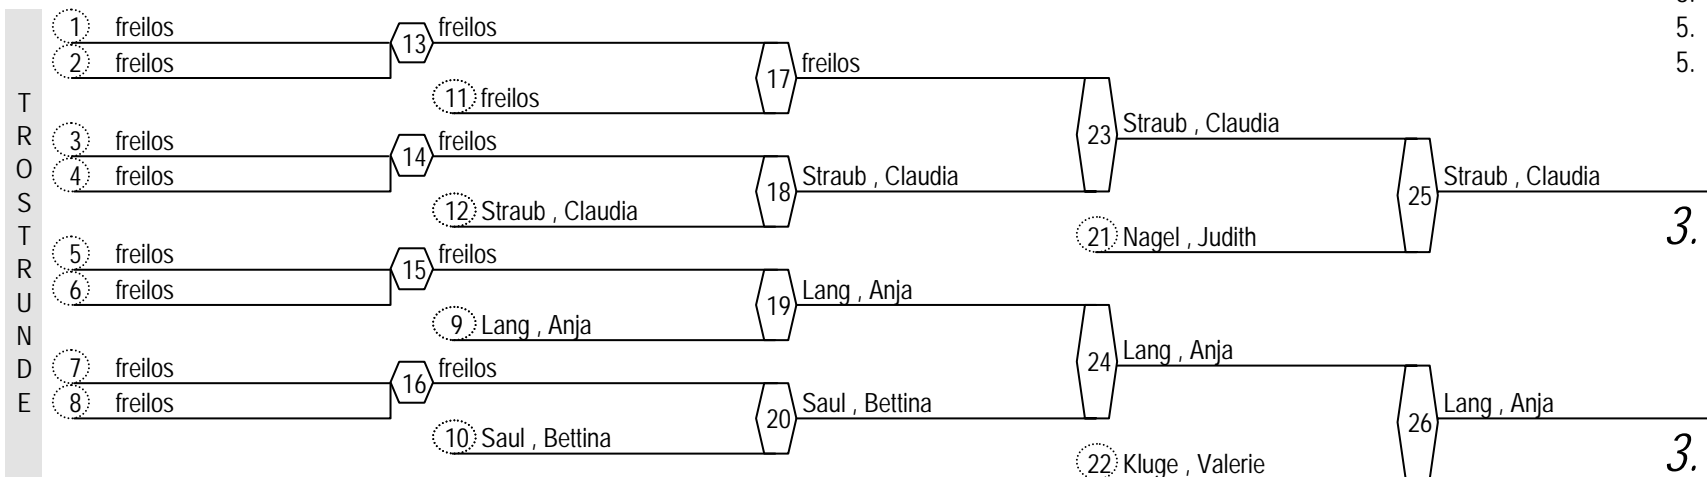 TROSTRUNDE
5.
5.
1 freilos
2 freilos
13 freilos
11 freilos
17 freilos
3 freilos
4 freilos
14 freilos
12 Straub , Claudia
18 Straub , Claudia
23 Straub , Claudia
21 Nagel , Judith
25 Straub , Claudia
3.
5 freilos
6 freilos
15 freilos
9 Lang , Anja
19 Lang , Anja
7 freilos
8 freilos
16 freilos
10 Saul , Bettina
20 Saul , Bettina
24 Lang , Anja
22 Kluge , Valerie
26 Lang , Anja
3.